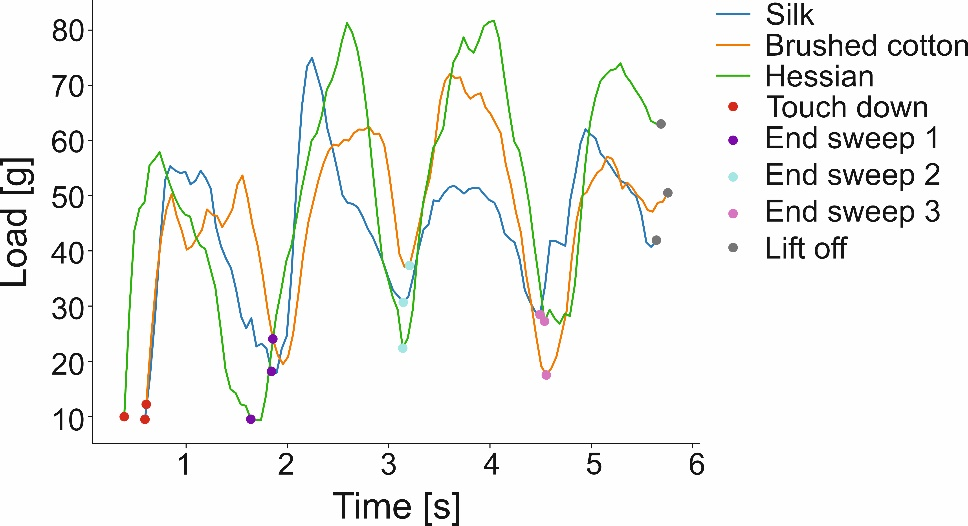 80
70
60
50
40
30
20
10
Load [g]
1 2 3 4 5 6
Time [s]
Silk
Brushed cotton
Hessian
Touch down
End sweep 1
End sweep 2
End sweep 3
Lift off